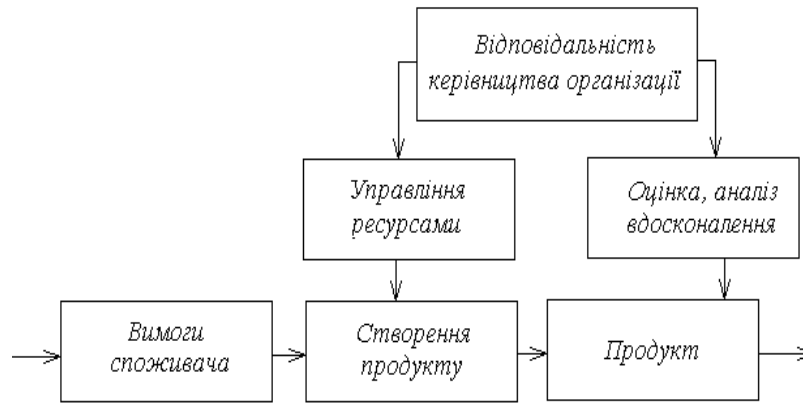 Відповідальність
керівництва організації
Управління
ресурсами
Оцінка, аналіз
вдосконалення
Вимоги
споживача
Створення
продукту
Продукт